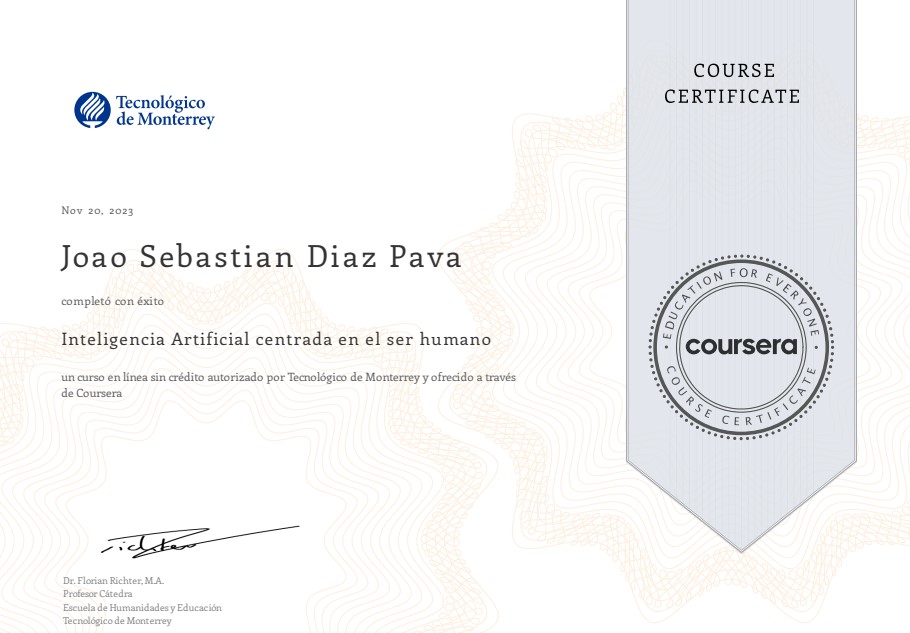 Tecnológico
de Monterrey
COURSE
CERTIFICATE
Nov 20, 2023
Joao Sebastian Diaz Pava
completó con éxito
Inteligencia Artificial centrada en el ser humano
un curso en línea sin crédito autorizado por Tecnológico de Monterrey y ofrecido a través
de Coursera
EDUCATION FOR EVERYONE
coursera
COURSE CERTIFICATE
Dr. Florian Richter, M.A.
Profesor Cátedra
Escuela de Humanidades y Educación
Tecnológico de Monterrey